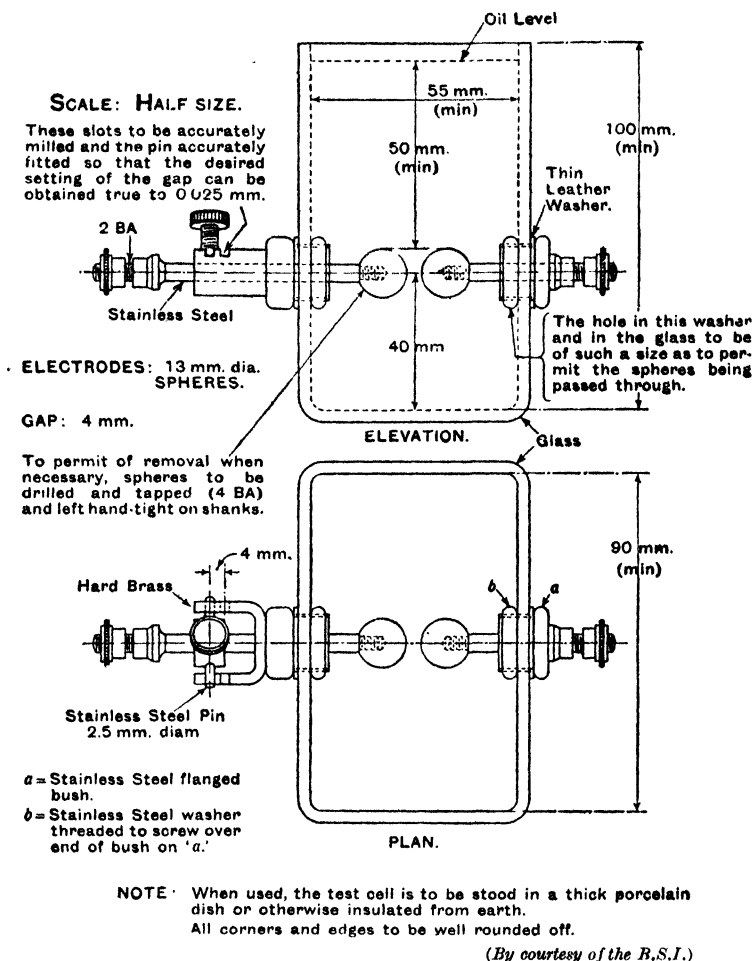 Oil Level
SCALE: HALF SIZE.
These slots to be accurately
milled and the pin accurately
fitted so that the desired
setting of the gap can be
obtained true to 0.025 mm.
55 mm.
(min)
50 mm.
(min)
100 mm.
(min)
Thin
Leather
Washer.
2 BA
Stainless Steel
40 mm
The hole in this washer
and in the glass to be
of such a size as to per-
mit the spheres being
passed through.
ELECTRODES: 13 mm. dia.
SPHERES.
GAP: 4 mm.
ELEVATION.
Glass
To permit of removal when
necessary, spheres to be
drilled and tapped (4 BA)
and left hand-tight on shanks.
4 mm.
90 mm.
(min)
Hard Brass
b
a
Stainless Steel Pin
2.5 mm. diam
a = Stainless Steel flanged
bush.
b = Stainless Steel washer
threaded to screw over
end of bush on 'a.'
PLAN.
NOTE· When used, the test cell is to be stood in a thick porcelain
dish or otherwise insulated from earth.
All corners and edges to be well rounded off.
(By courtesy of the B.S.I.)